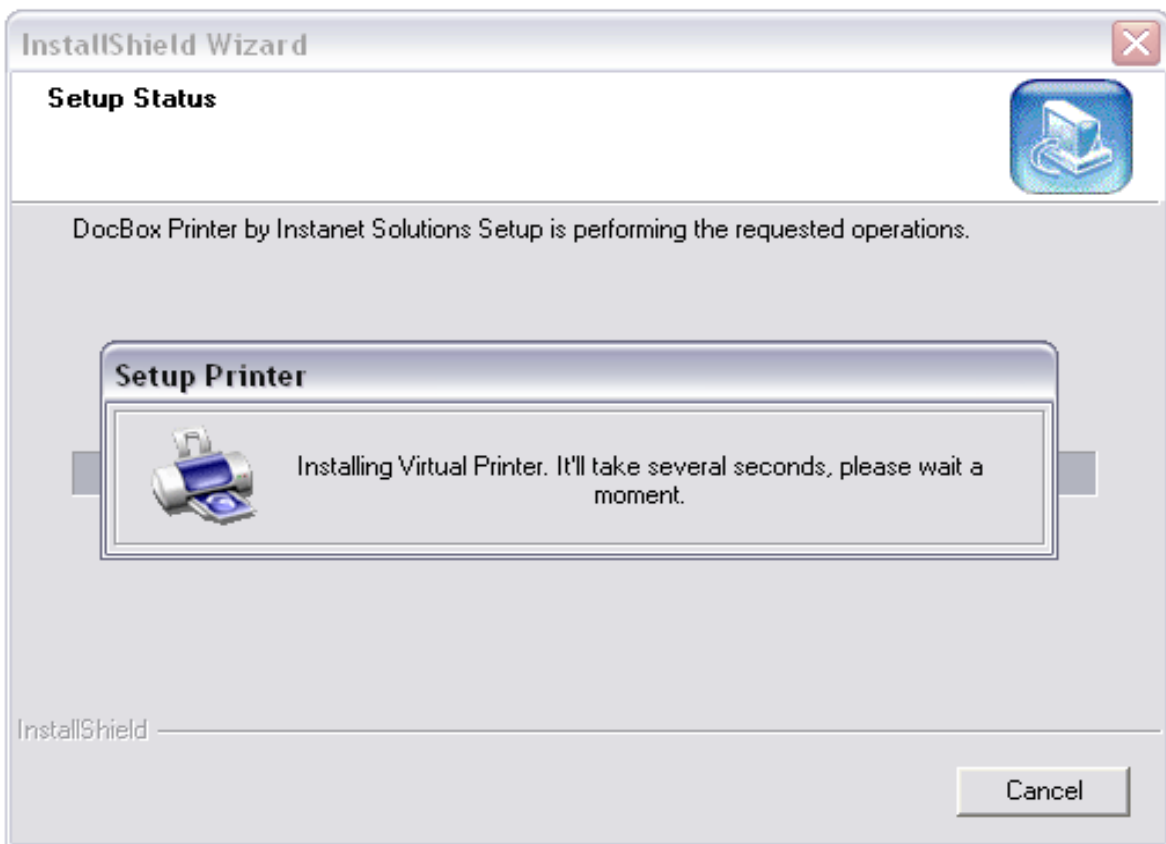 InstallShield Wizard
Setup Status
DocBox Printer by Instanet Solutions Setup is performing the requested operations.
Setup Printer
Installing Virtual Printer. It'll take several seconds, please wait a
moment.
InstallShield
Cancel